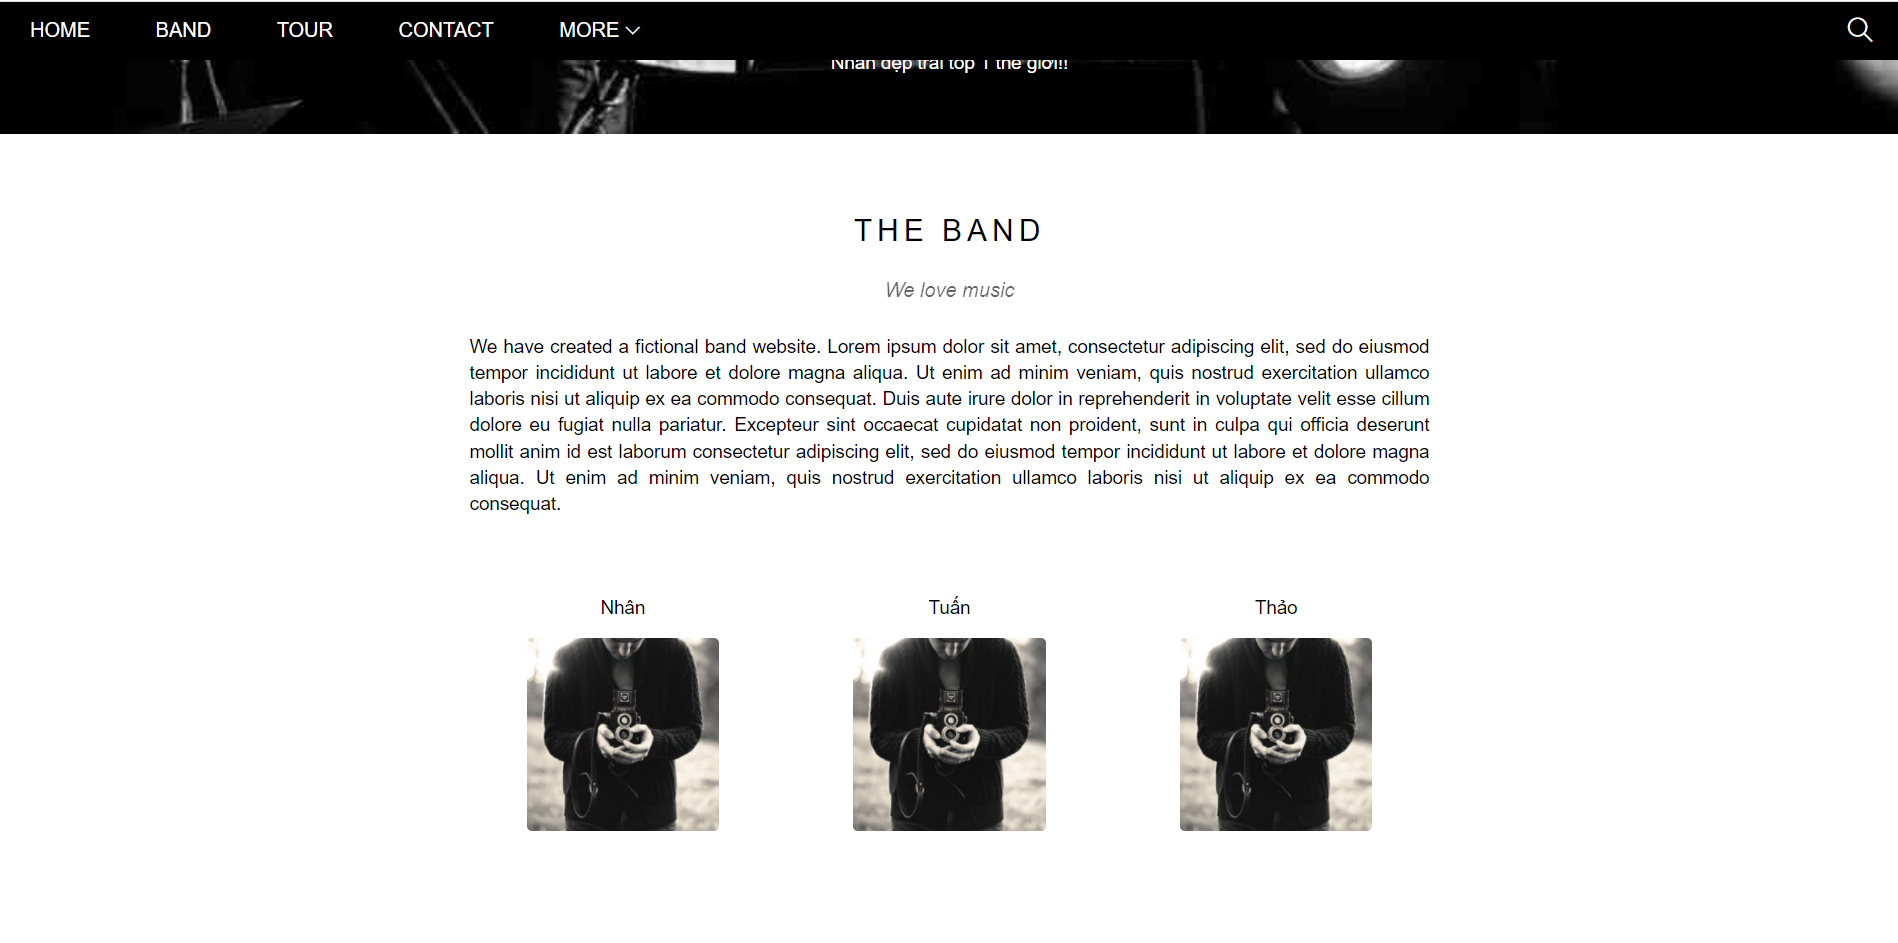 HOME BAND TOUR CONTACT MORE
Nhân đẹp trai top 1 thế giới!!
THE BAND
We love music
We have created a fictional band website. Lorem ipsum dolor sit amet, consectetur adipiscing elit, sed do eiusmod
tempor incididunt ut labore et dolore magna aliqua. Ut enim ad minim veniam, quis nostrud exercitation ullamco
laboris nisi ut aliquip ex ea commodo consequat. Duis aute irure dolor in reprehenderit in voluptate velit esse cillum
dolore eu fugiat nulla pariatur. Excepteur sint occaecat cupidatat non proident, sunt in culpa qui officia deserunt
mollit anim id est laborum consectetur adipiscing elit, sed do eiusmod tempor incididunt ut labore et dolore magna
aliqua. Ut enim ad minim veniam, quis nostrud exercitation ullamco laboris nisi ut aliquip ex ea commodo
consequat.
Nhân Tuấn Thảo